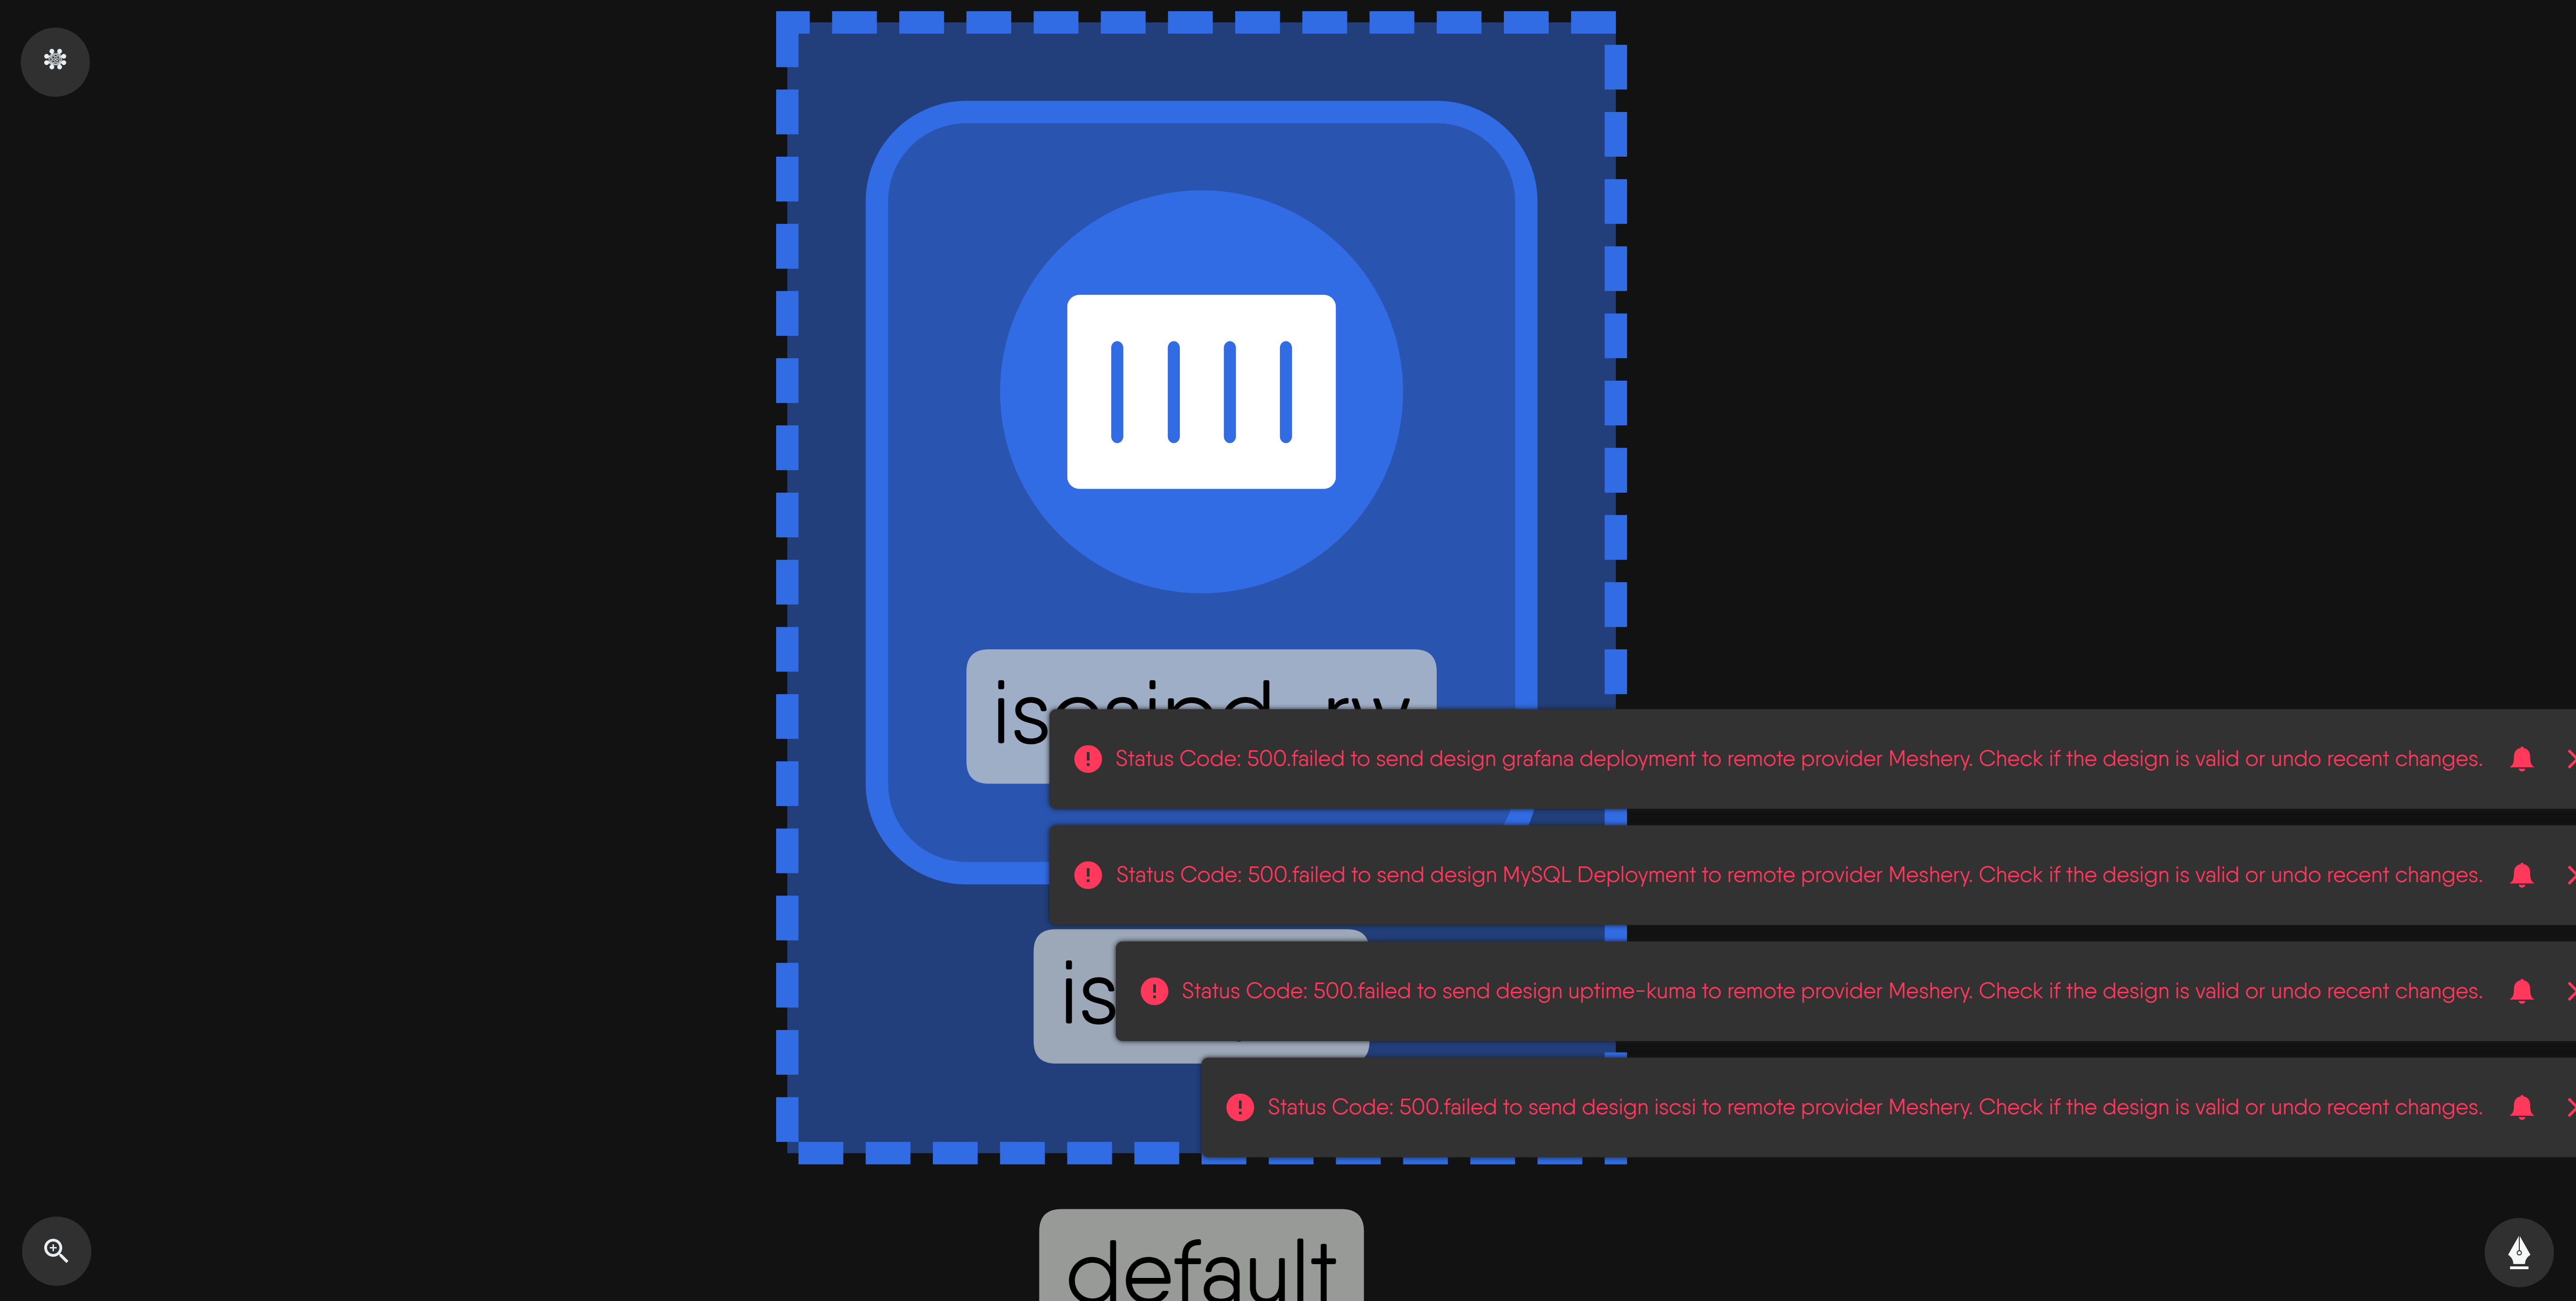 Status Code: 500.failed to send design grafana deployment to remote provider Meshery. Check if the design is valid or undo recent changes.
Status Code: 500.failed to send design MySQL Deployment to remote provider Meshery. Check if the design is valid or undo recent changes.
Status Code: 500.failed to send design uptime-kuma to remote provider Meshery. Check if the design is valid or undo recent changes.
Status Code: 500.failed to send design iscsi to remote provider Meshery. Check if the design is valid or undo recent changes.
default